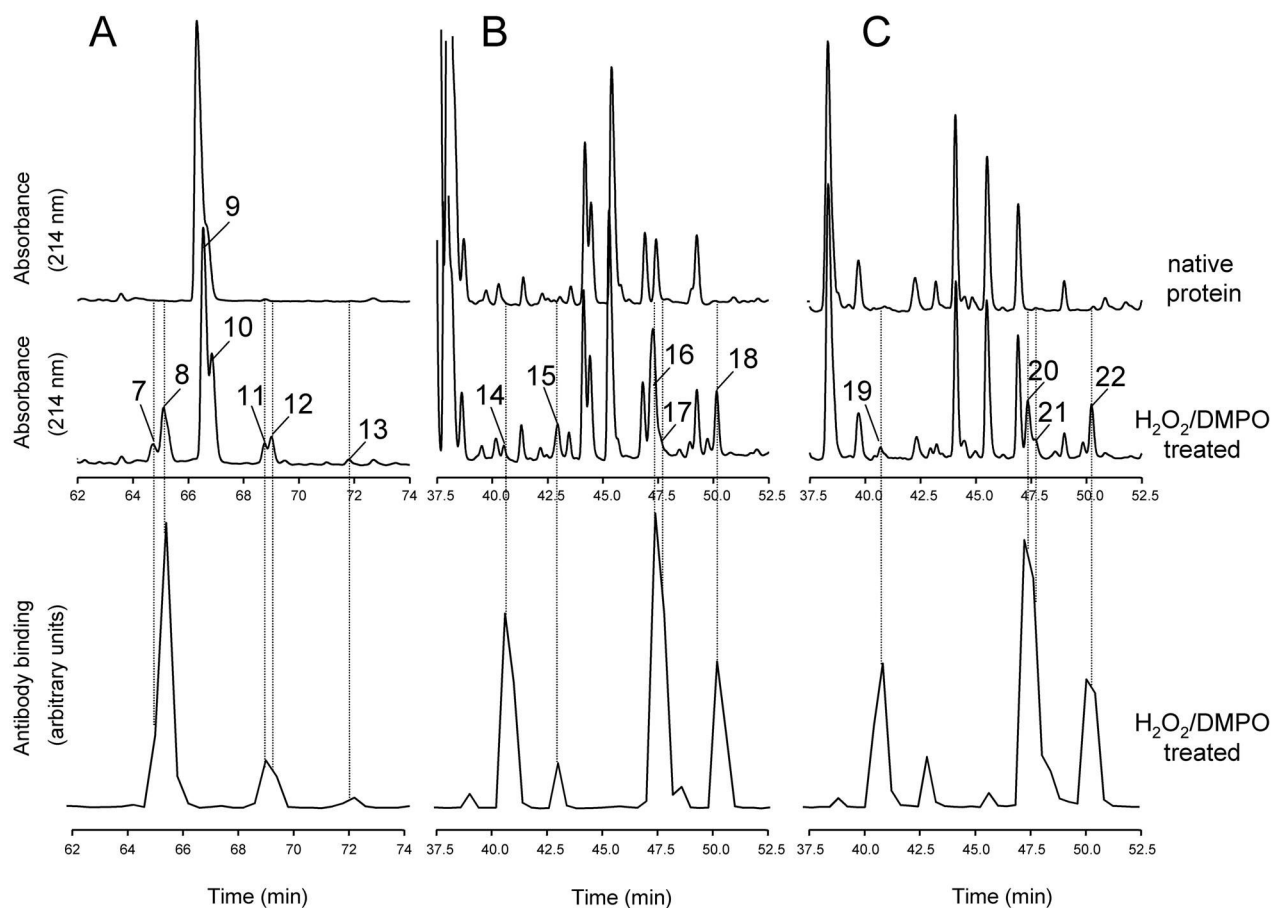 A
B
C
Absorbance
(214 nm)
9
native
protein
Absorbance
(214 nm)
7
8
10
11
12
13
14
15
16
17
18
19
20
21
22
H₂O₂/DMPO
treated
62 64 66 68 70 72 74
37.5 40.0 42.5 45.0 47.5 50.0 52.5
37.5 40.0 42.5 45.0 47.5 50.0 52.5
Antibody binding
(arbitrary units)
H₂O₂/DMPO
treated
62 64 66 68 70 72 74
37.5 40.0 42.5 45.0 47.5 50.0 52.5
37.5 40.0 42.5 45.0 47.5 50.0 52.5
Time (min)
Time (min)
Time (min)